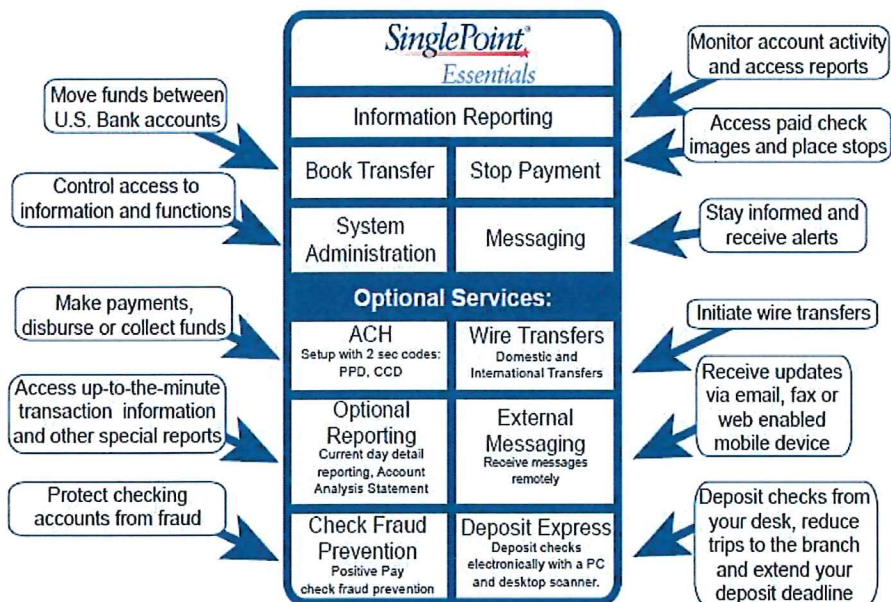 SinglePoint®
Essentials
Information Reporting
Book Transfer
Stop Payment
System
Administration
Messaging
Optional Services:
ACH
Setup with 2 sec codes:
PPD, CCD
Wire Transfers
Domestic and
International Transfers
Optional
Reporting
Current day detail
reporting, Account
Analysis Statement
External
Messaging
Receive messages
remotely
Check Fraud
Prevention
Positive Pay
check fraud prevention
Deposit Express
Deposit checks
electronically with a PC
and desktop scanner.
Move funds between
U.S. Bank accounts
Control access to
information and functions
Make payments,
disburse or collect funds
Access up-to-the-minute
transaction information
and other special reports
Protect checking
accounts from fraud
Monitor account activity
and access reports
Access paid check
images and place stops
Stay informed and
receive alerts
Initiate wire transfers
Receive updates
via email, fax or
web enabled
mobile device
Deposit checks from
your desk, reduce
trips to the branch
and extend your
deposit deadline